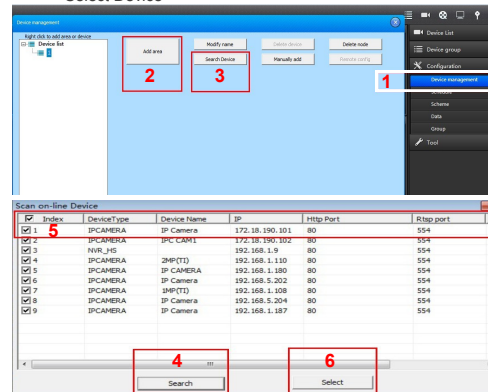 Select Device
Device management
Right click to add area or device
Device list
1
Add area
Modify name
Delete device
Delete node
Search Device
Manually add
Remote config
2
3
Device List
Device group
Configuration
1
Device management
Schedule
Scheme
Data
Group
Tool
Scan on-line Device
Index DeviceType Device Name IP Http Port Rtsp port
1 IPCAMERA IP Camera 172.18.190.101 80 554
5
2 IPCAMERA IPC CAM1 172.18.190.102 80 554
3 NVR_HS 192.168.1.9 80 554
4 IPCAMERA 2MP(TI) 192.168.1.110 80 554
5 IPCAMERA IP CAMERA 192.168.1.180 80 554
6 IPCAMERA IP Camera 192.168.5.202 80 554
7 IPCAMERA 1MP(TI) 192.168.1.108 80 554
8 IPCAMERA IP Camera 192.168.5.204 80 554
9 IPCAMERA IP Camera 192.168.1.187 80 554
4
6
Search
Select